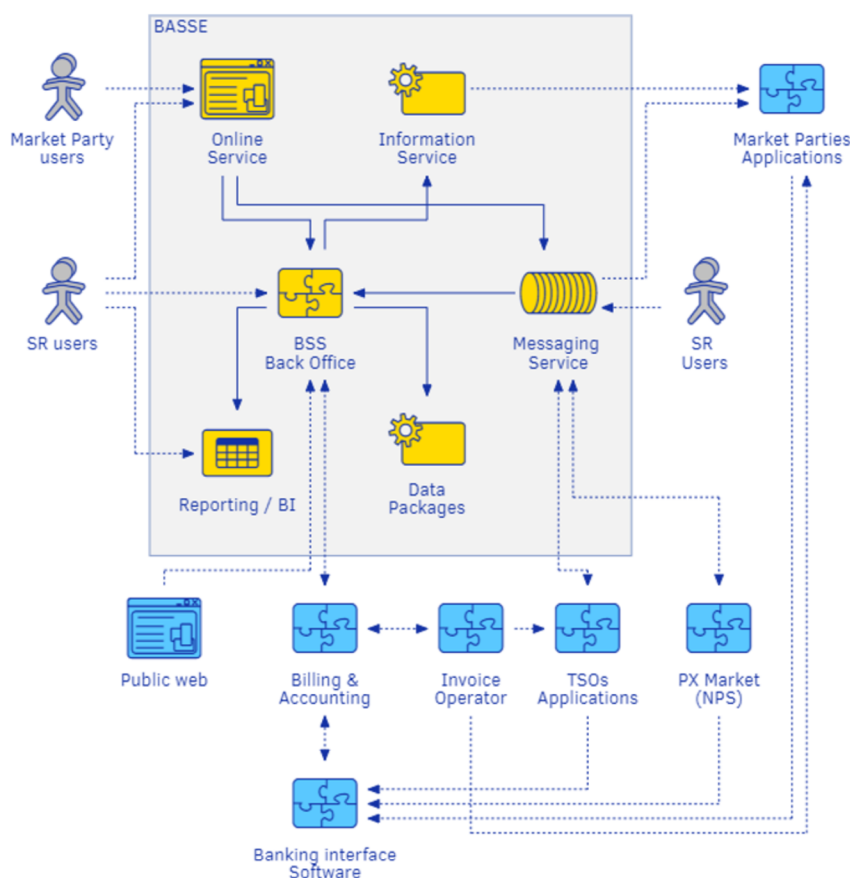 BASSE
Market Party
users
Online
Service
Information
Service
Market Parties
Applications
SR users
BSS
Back Office
Messaging
Service
SR
Users
Reporting / BI
Data
Packages
Public web
Billing &
Accounting
Invoice
Operator
TSOs
Applications
PX Market
(NPS)
Banking interface
Software